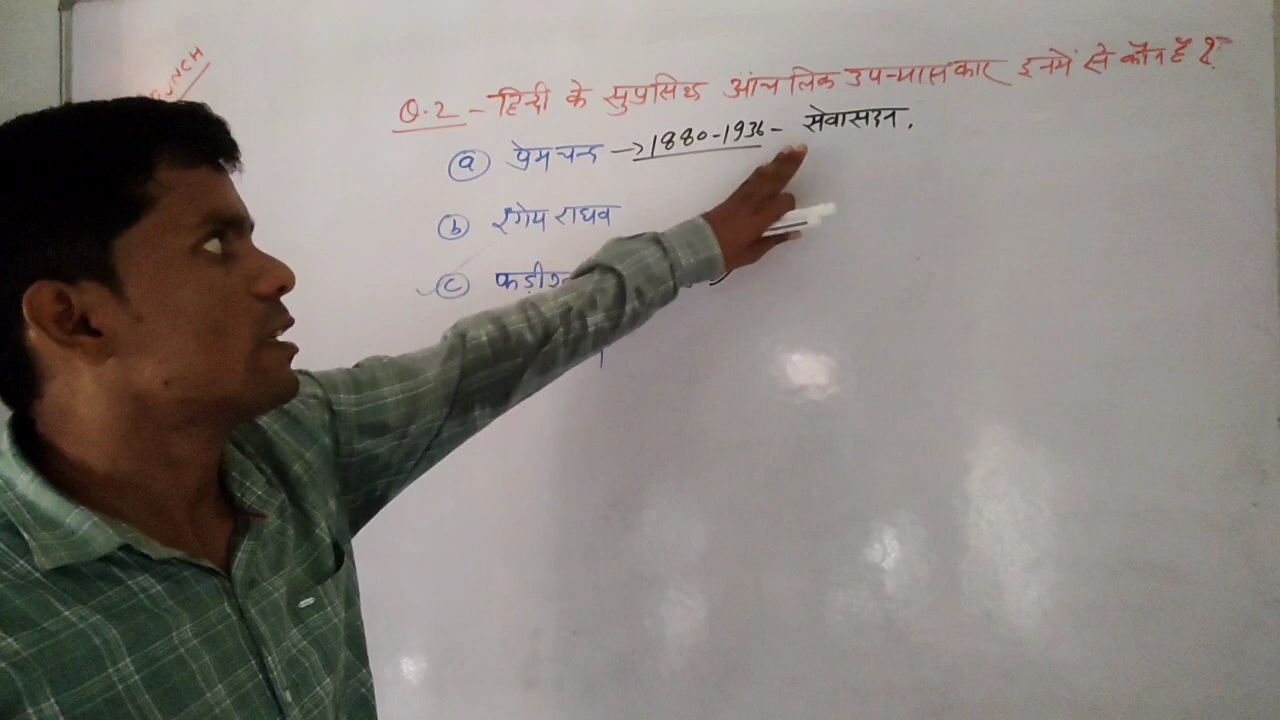 Q.2 - हिन्दी के सुप्रसिद्ध आंचलिक उपन्यासकार इनमें से कौन है ?
(a) प्रेमचन्द → 1880-1936 - सेवासदन.
(b) रंगेय राघव
(c)